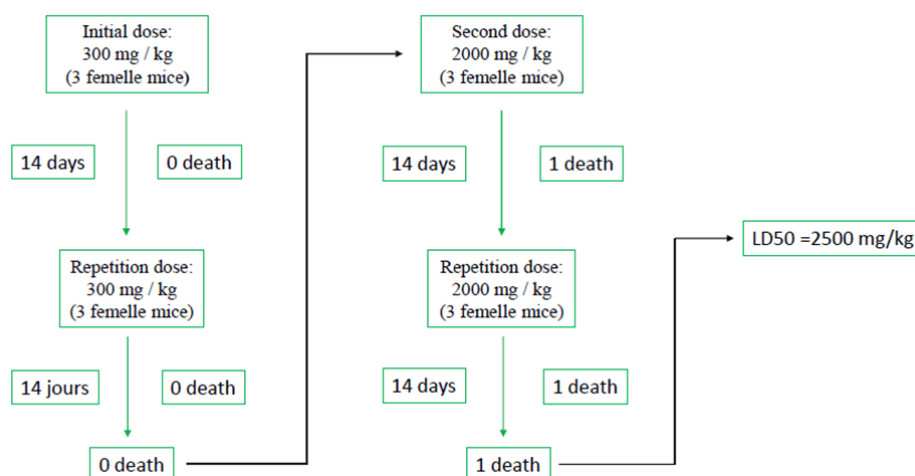 Initial dose:
300 mg / kg
(3 femelle mice)
14 days
0 death
Repetition dose:
300 mg / kg
(3 femelle mice)
14 jours
0 death
0 death
Second dose:
2000 mg / kg
(3 femelle mice)
14 days
1 death
Repetition dose:
2000 mg / kg
(3 femelle mice)
14 days
1 death
1 death
LD50 =2500 mg/kg